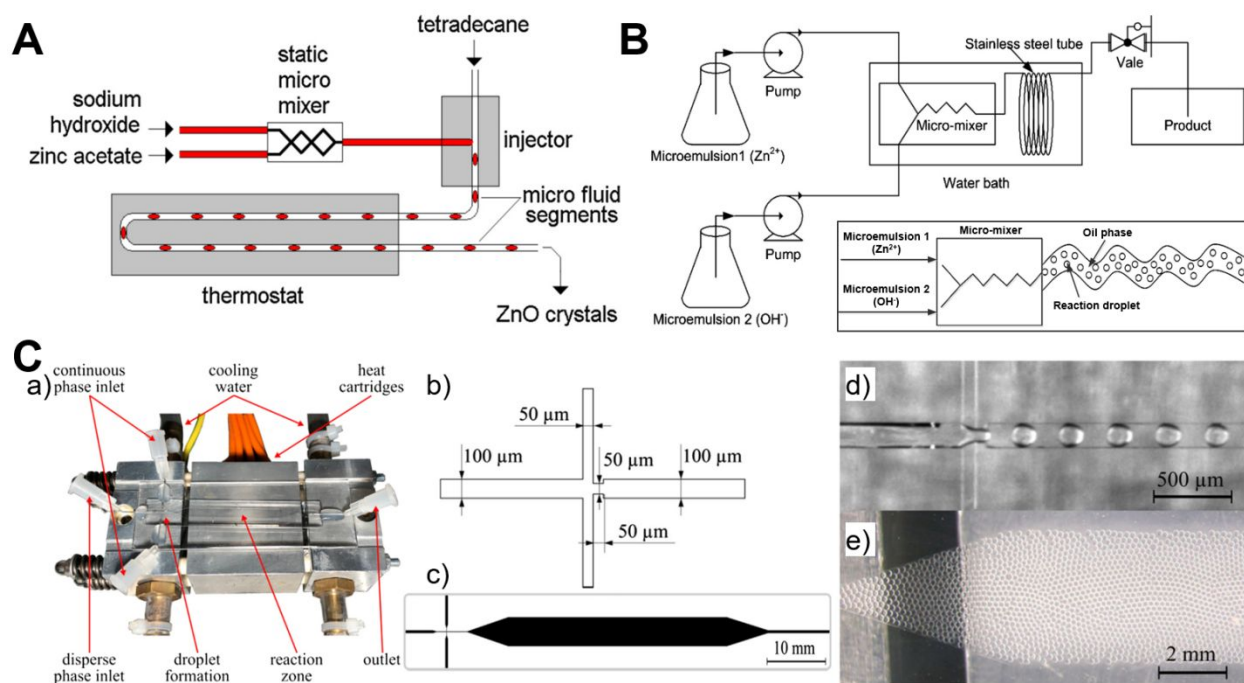 A
tetradecane
static
micro
mixer
sodium
hydroxide
zinc acetate
injector
micro fluid
segments
thermostat
ZnO crystals
B
Pump
Stainless steel tube
Vale
Micro-mixer
Product
Microemulsion1 (Zn²⁺)
Water bath
Pump
Microemulsion 2 (OH⁻)
Micro-mixer
Oil phase
Microemulsion 1
(Zn²⁺)
Microemulsion 2
(OH⁻)
Reaction droplet
C
a)
continuous
phase inlet
cooling
water
heat
cartridges
disperse
phase inlet
droplet
formation
reaction
zone
outlet
b)
50 µm
100 µm
50 µm
100 µm
50 µm
c)
10 mm
d)
500 µm
e)
2 mm